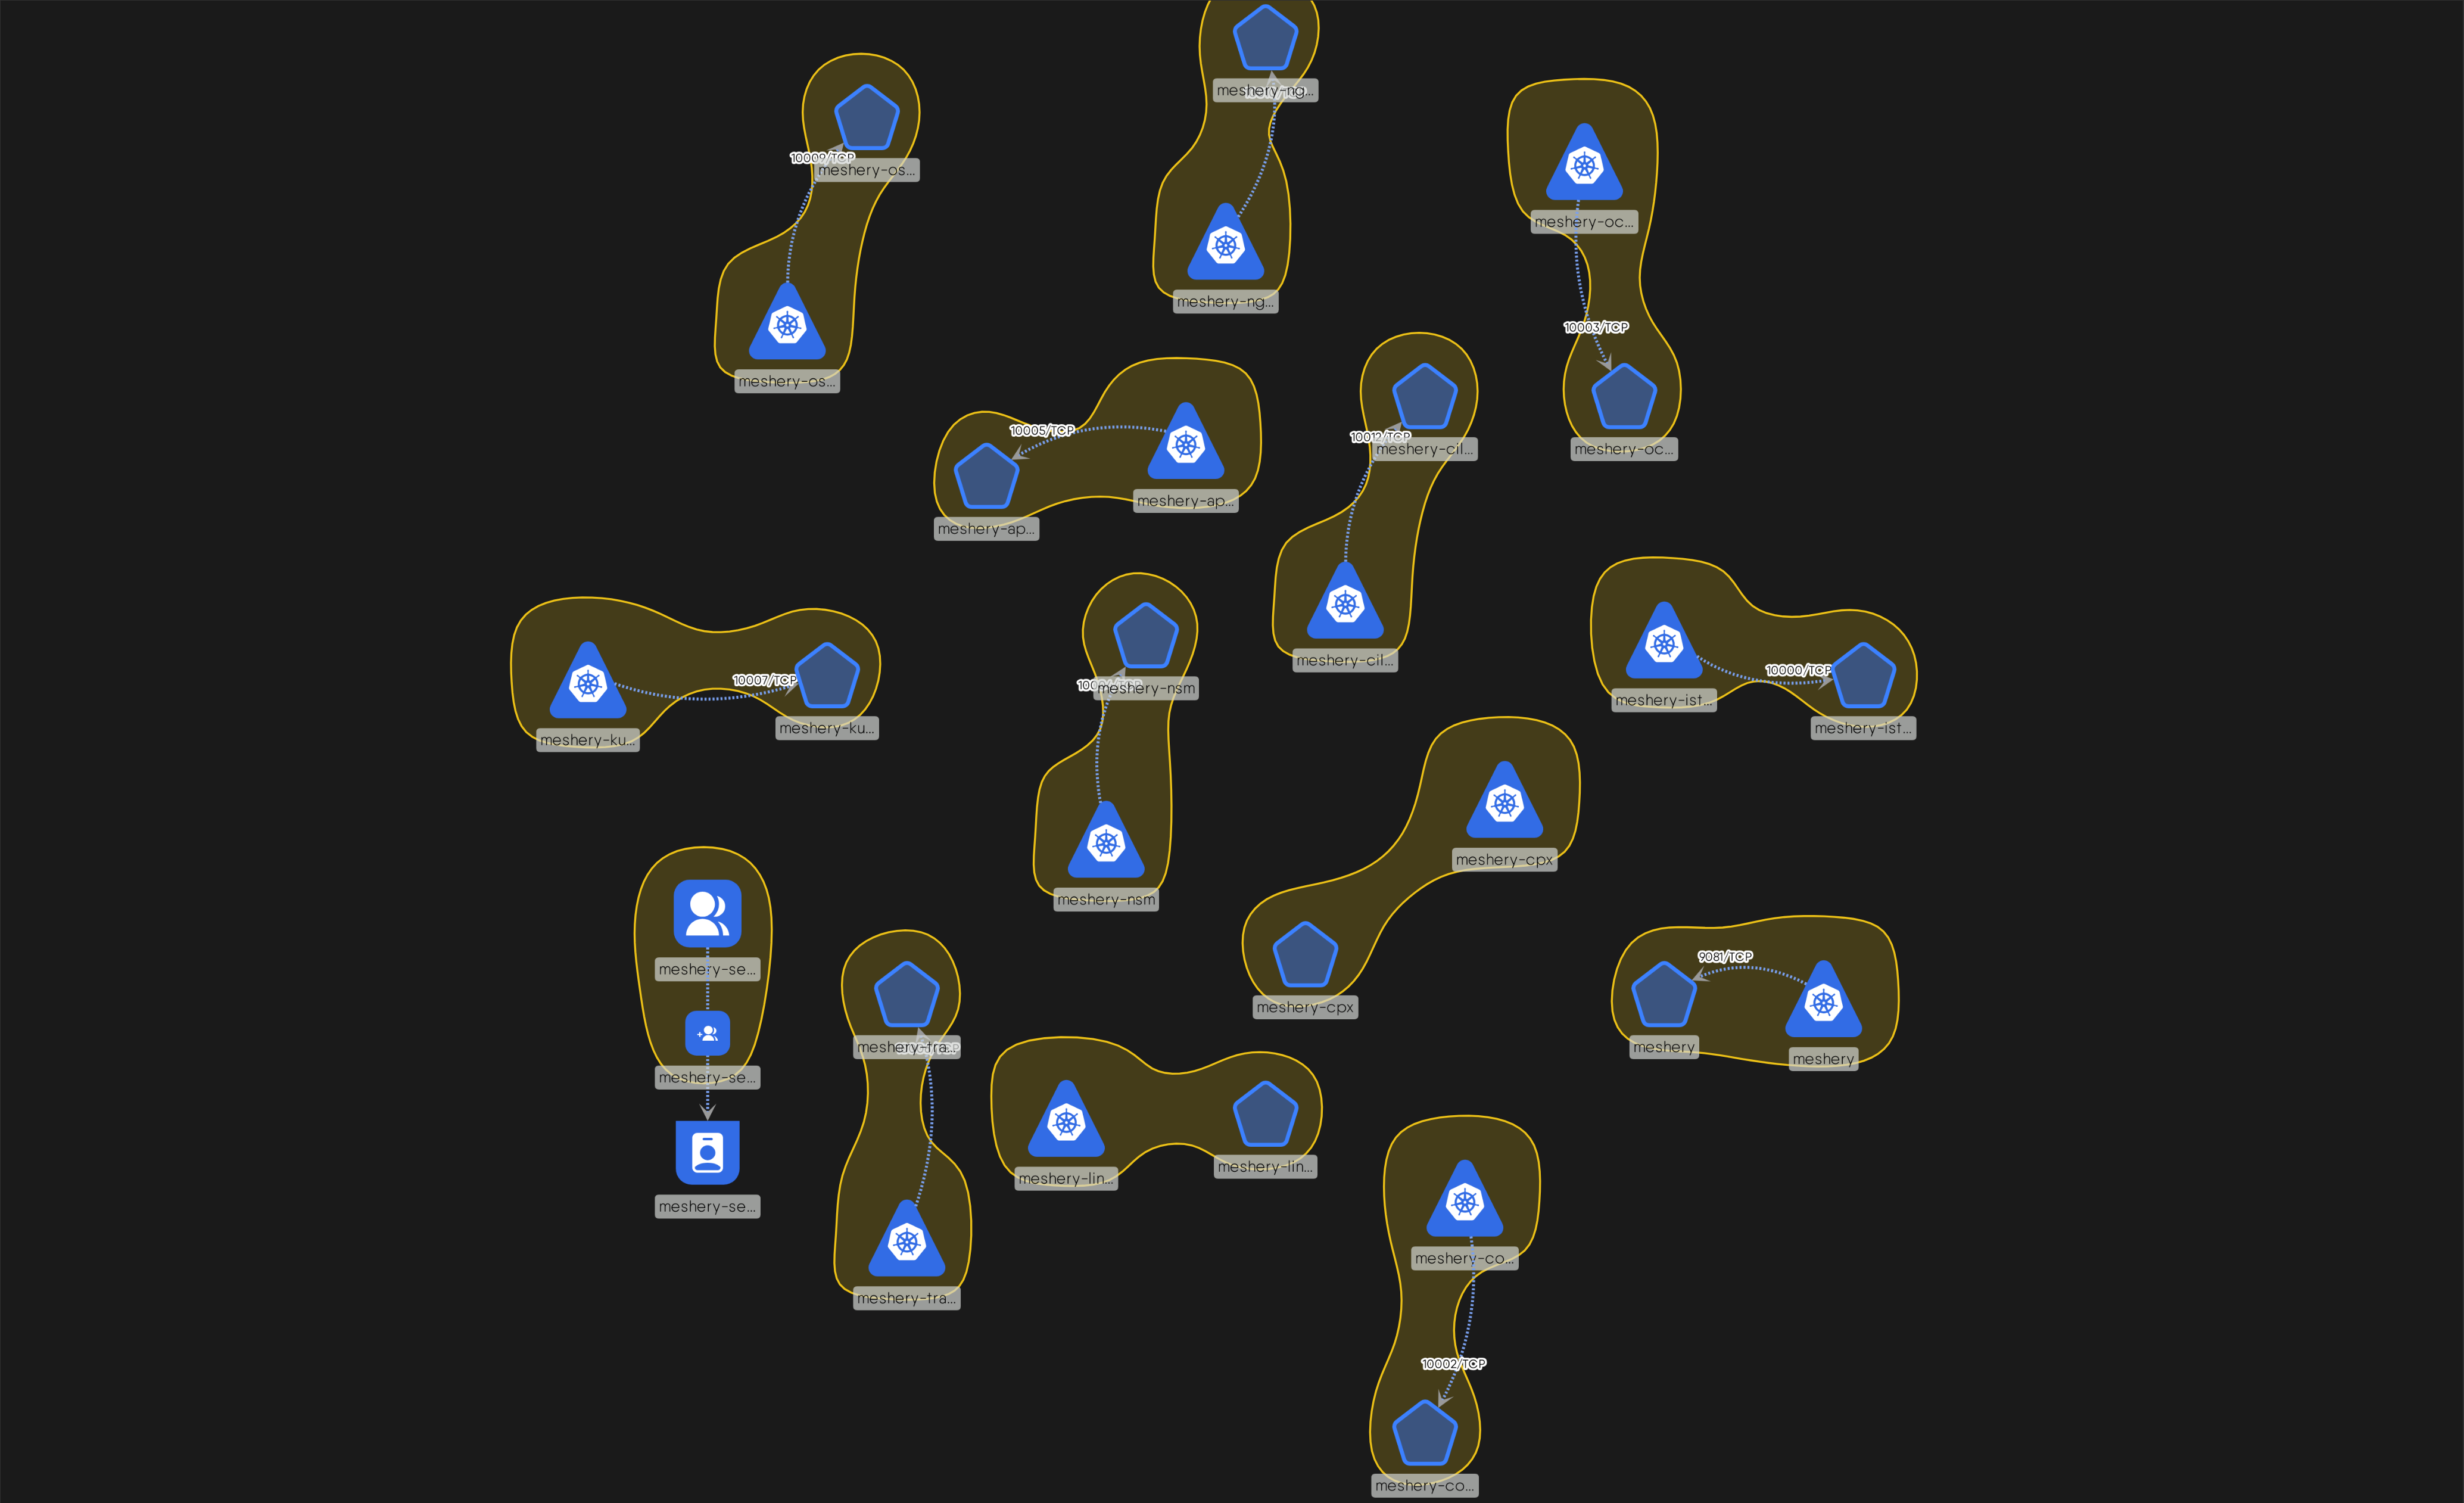 meshery-ng...
10009/TCP
meshery-os...
meshery-oc...
meshery-ng...
10003/TCP
meshery-os...
10005/TCP
10012/TCP
meshery-cil...
meshery-oc...
meshery-ap...
meshery-ap...
meshery-cil...
10007/TCP
meshery-nsm
10000/TCP
meshery-ist...
meshery-ku...
meshery-ku...
meshery-ist...
meshery-cpx
meshery-nsm
9081/TCP
meshery-se...
meshery-cpx
meshery-tra...
meshery
meshery
meshery-se...
meshery-lin...
meshery-lin...
meshery-se...
meshery-co...
meshery-tra...
10002/TCP
meshery-co...